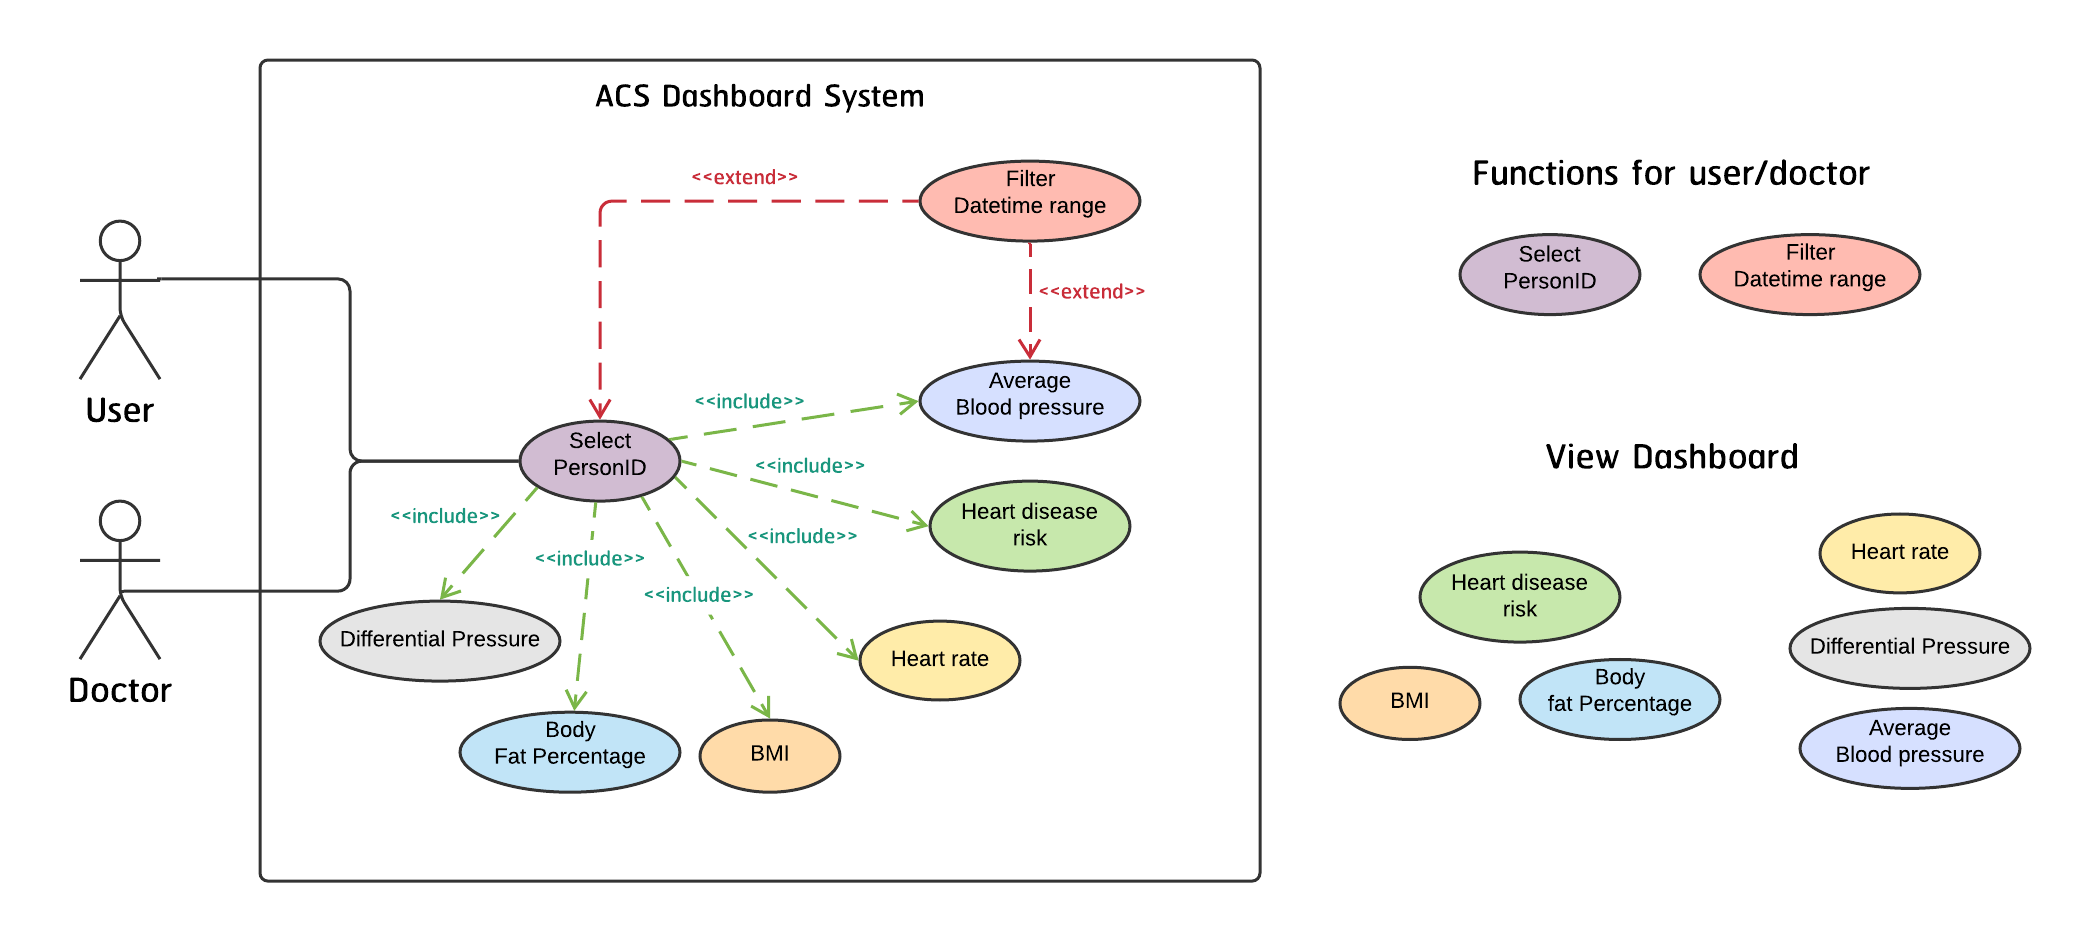 ACS Dashboard System
<<extend>>
Filter
Datetime range
<<extend>>
User
Average
Blood pressure
<<include>>
Select
PersonID
<<include>>
Heart disease
risk
<<include>>
<<include>>
<<include>>
<<include>>
Differential Pressure
Heart rate
Doctor
Body
Fat Percentage
BMI
Functions for user/doctor
Select
PersonID
Filter
Datetime range
View Dashboard
Heart rate
Heart disease
risk
Differential Pressure
BMI
Body
fat Percentage
Average
Blood pressure